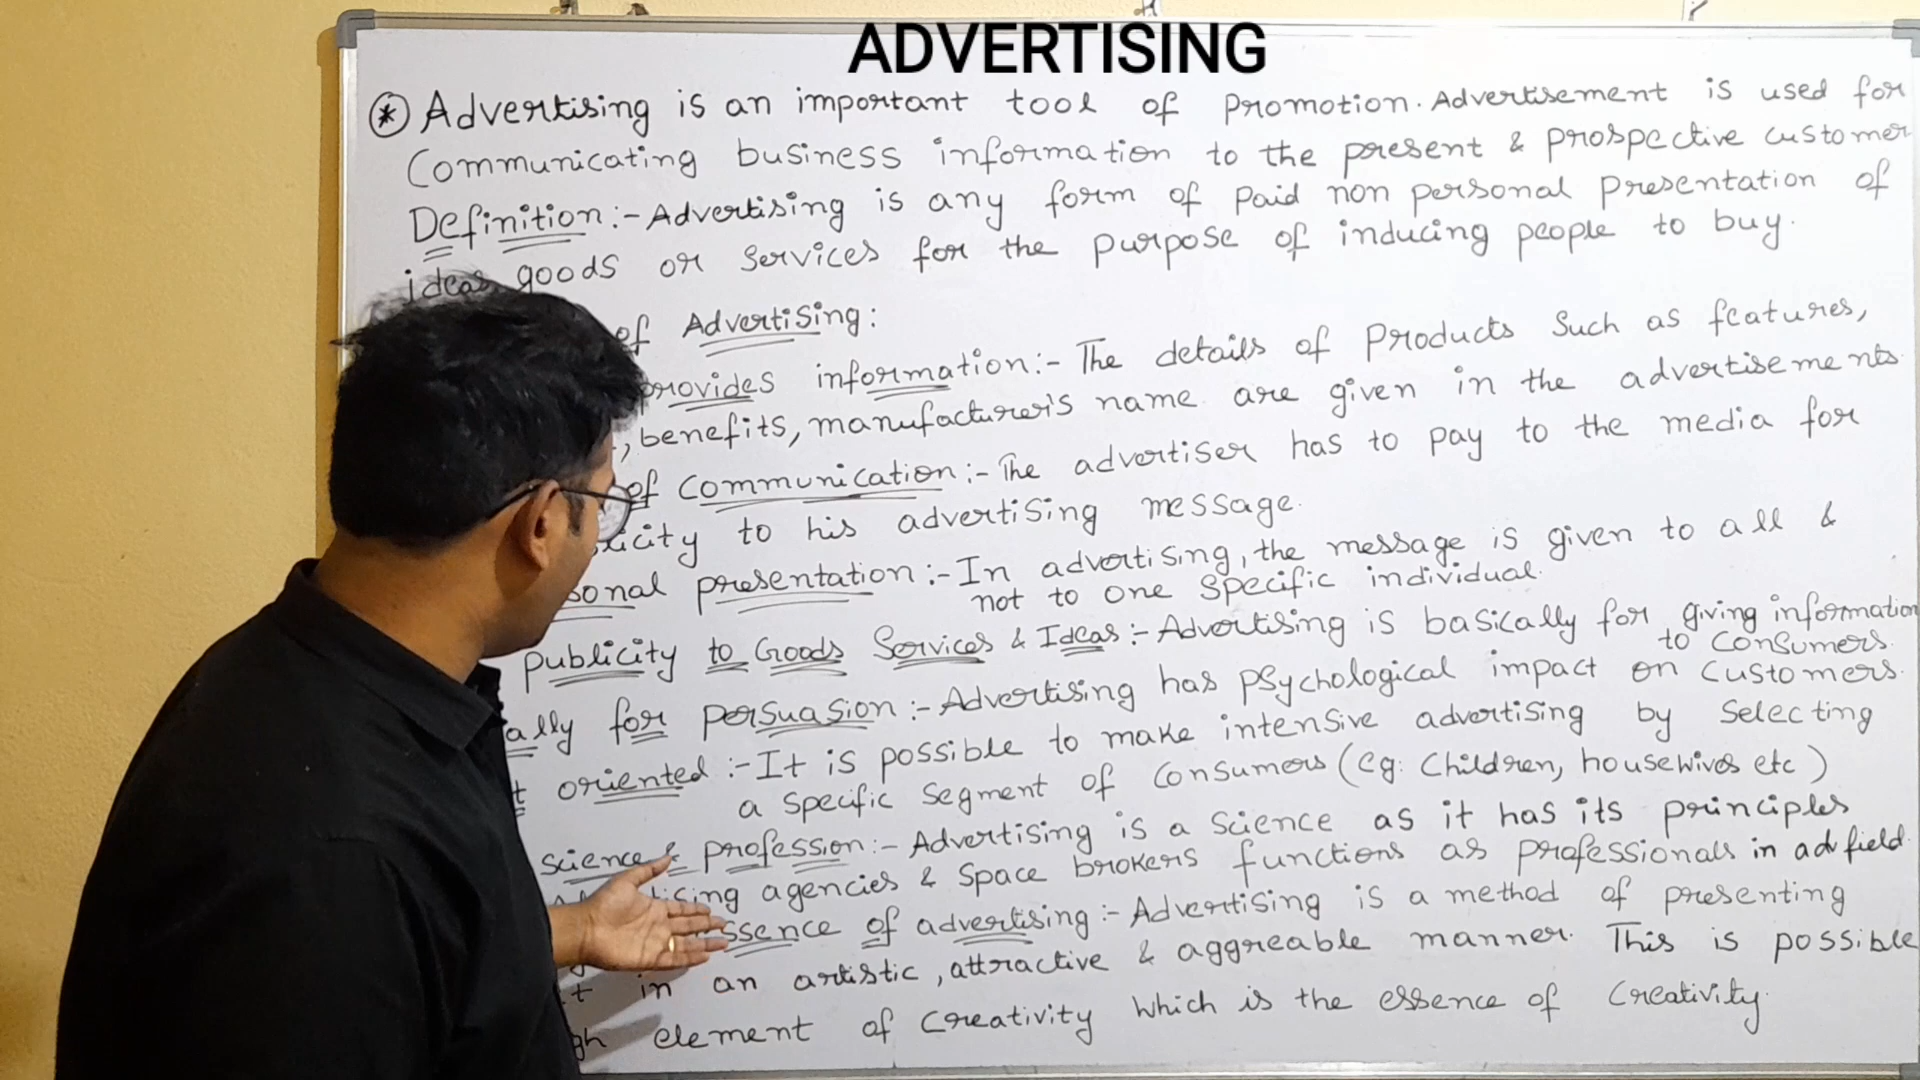 ADVERTISING
* Advertising is an important tool of promotion. Advertisement is used for
Communicating business information to the present & prospective customer
Definition:- Advertising is any form of paid non personal presentation of
ideas goods or services for the purpose of inducing people to buy.
of Advertising:
provides information:- The details of Products such as features,
, benefits, manufacturer's name are given in the advertisements
of communication:- The advertiser has to pay to the media for
licity to his advertising message.
sonal presentation:- In advertising, the message is given to all &
not to one specific individual.
publicity to Goods Services & Ideas:- Advertising is basically for giving information
to consumers.
ally for persuasion:- Advertising has psychological impact on customers.
t oriented:- It is possible to make intensive advertising by selecting
a specific segment of consumers (eg: children, housewives etc)
science & profession:- Advertising is a science as it has its principles
ising agencies & space brokers functions as professionals in adv field.
ssence of advertising:- Advertising is a method of presenting
t in an artistic, attractive & aggreable manner. This is possible
gh element of creativity which is the essence of creativity.